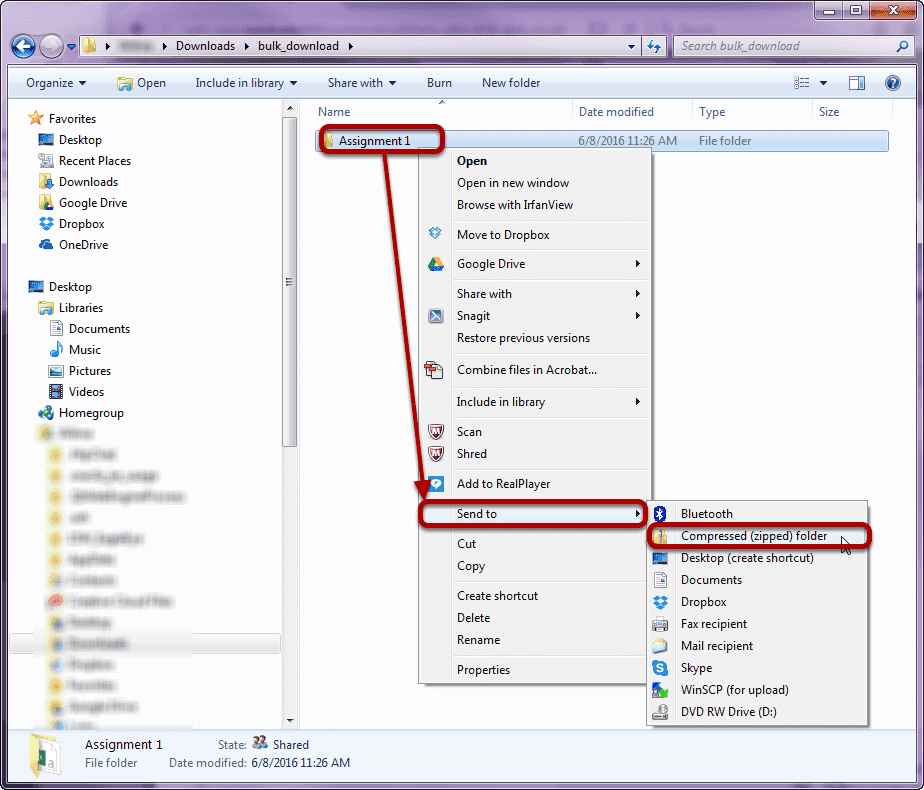 Downloads bulk_download
Search bulk_download
Organize Open Include in library Share with Burn New folder
Name Date modified Type Size
Assignment 1 6/8/2016 11:26 AM File folder
Favorites
Desktop
Recent Places
Downloads
Google Drive
Dropbox
OneDrive
Desktop
Libraries
Documents
Music
Pictures
Videos
Homegroup
Open
Open in new window
Browse with IrfanView
Move to Dropbox
Google Drive
Share with
Snagit
Restore previous versions
Combine files in Acrobat...
Include in library
Scan
Shred
Add to RealPlayer
Send to
Cut
Copy
Create shortcut
Delete
Rename
Properties
Bluetooth
Compressed (zipped) folder
Desktop (create shortcut)
Documents
Dropbox
Fax recipient
Mail recipient
Skype
WinSCP (for upload)
DVD RW Drive (D:)
Assignment 1 State: Shared
File folder Date modified: 6/8/2016 11:26 AM